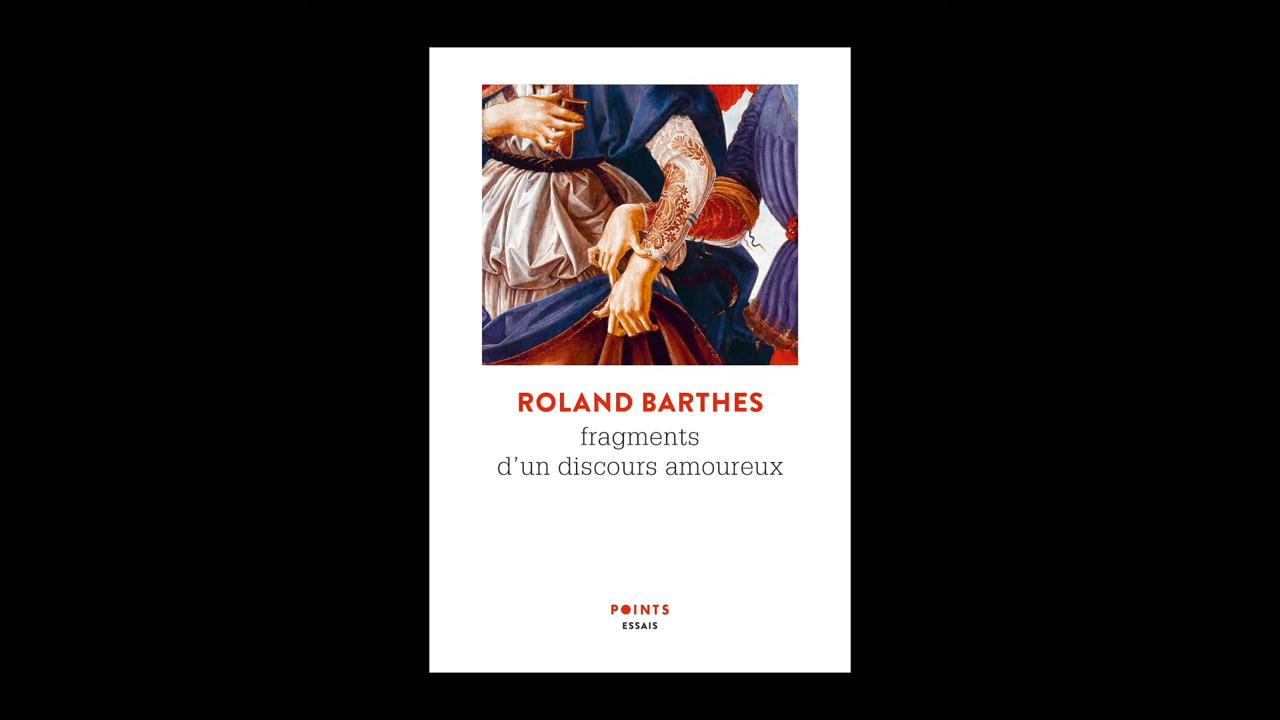 ROLAND BARTHES
fragments
d’un discours amoureux
POINTS
ESSAIS